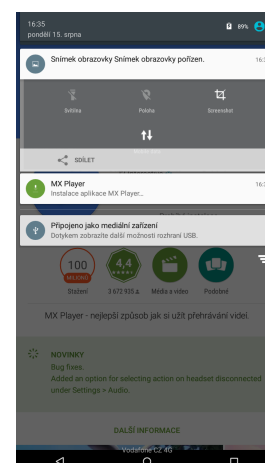 16:35
89%
pondělí 15. srpna
Snímek obrazovky Snímek obrazovky pořízen.
16:3
Svítilna
Poloha
Screenshot
SDÍLET
MX Player
16:3
Instalace aplikace MX Player…
Připojeno jako mediální zařízení
Dotykem zobrazíte další možnosti rozhraní USB.
100
MILIONŮ
4,4
Stažení
3 672 935
Média a video
Podobné
MX Player - nejlepší způsob jak si užít přehrávání videí.
NOVINKY
Bug fixes.
Added an option for selecting action on headset disconnected
under Settings > Audio.
DALŠÍ INFORMACE
Vodafone CZ 4G